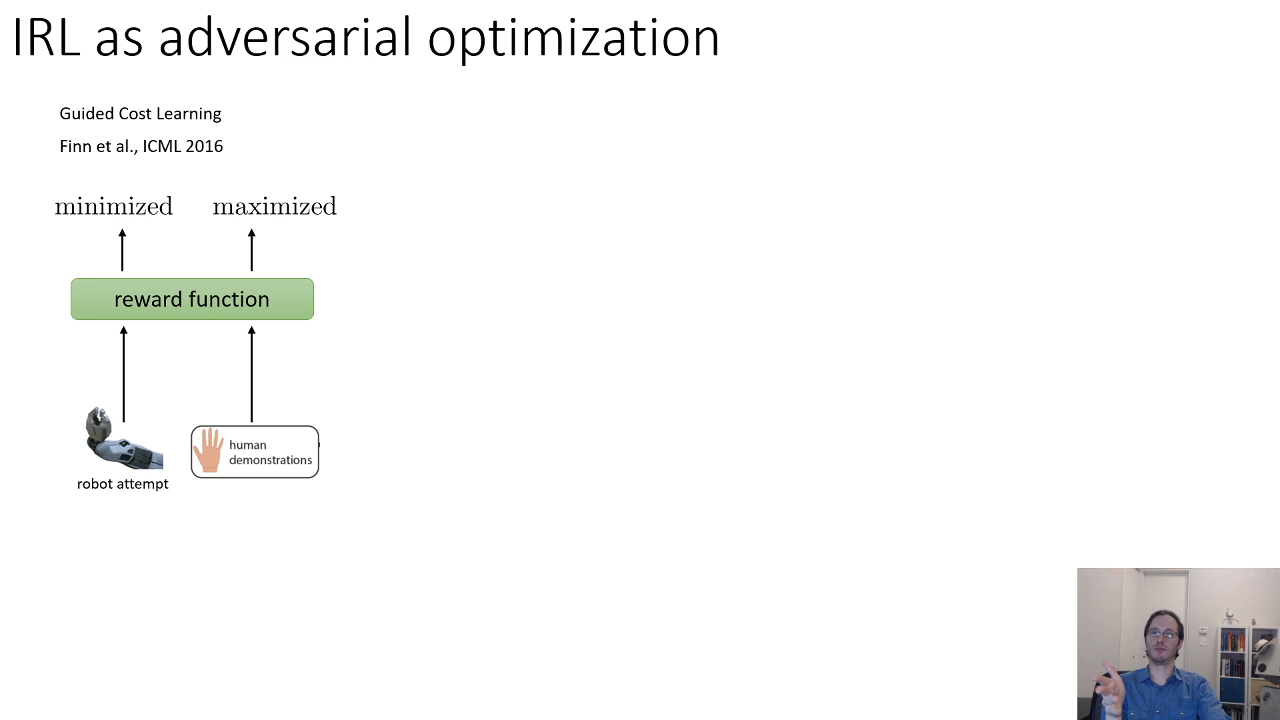 IRL as adversarial optimization
Guided Cost Learning
Finn et al., ICML 2016
minimized maximized
reward function
human
demonstrations
robot attempt